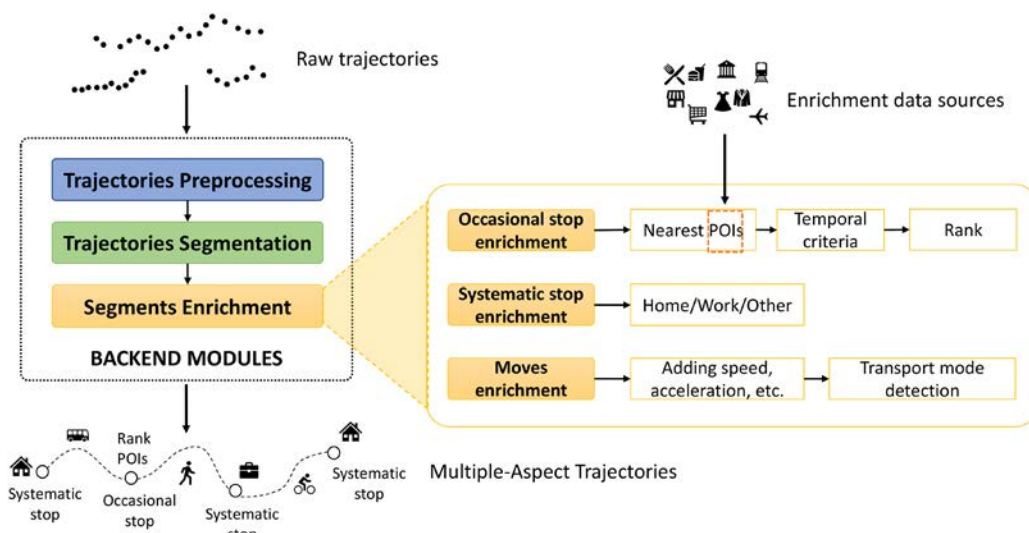 Raw trajectories
Enrichment data sources
Trajectories Preprocessing
Trajectories Segmentation
Segments Enrichment
BACKEND MODULES
Occasional stop
enrichment
Nearest POIs
Temporal
criteria
Rank
Systematic stop
enrichment
Home/Work/Other
Moves
enrichment
Adding speed,
acceleration, etc.
Transport mode
detection
Rank
POIs
Systematic
stop
Occasional
stop
Systematic
stop
Systematic
stop
Multiple-Aspect Trajectories